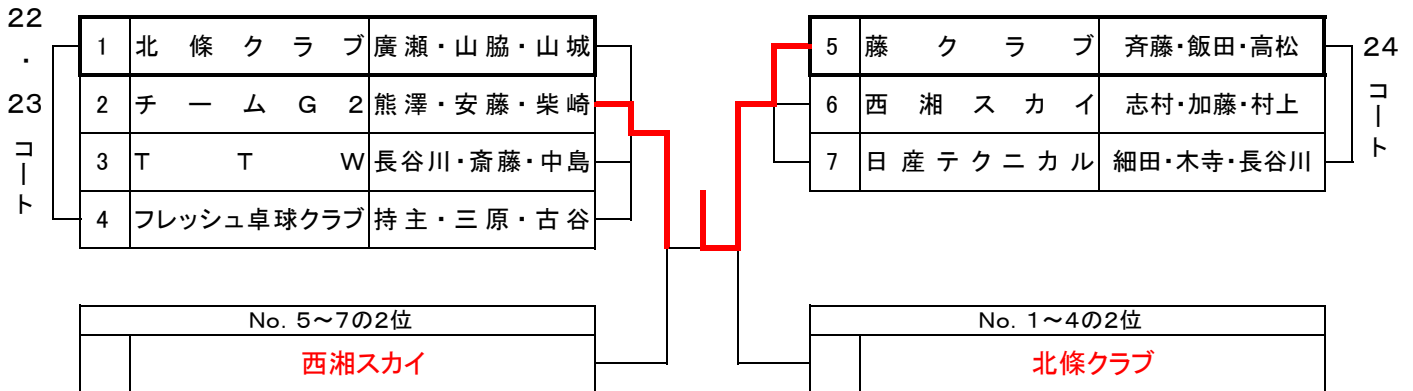 22・23コート
1 北條クラブ 廣瀬・山脇・山城
2 チームG2 熊澤・安藤・柴崎
3 TTW 長谷川・斎藤・中島
4 フレッシュ卓球クラブ 持主・三原・古谷
No. 5～7の2位
西湘スカイ
5 藤クラブ 斉藤・飯田・高松
6 西湘スカイ 志村・加藤・村上
7 日産テクニカル 細田・木寺・長谷川
24コート
No. 1～4の2位
北條クラブ